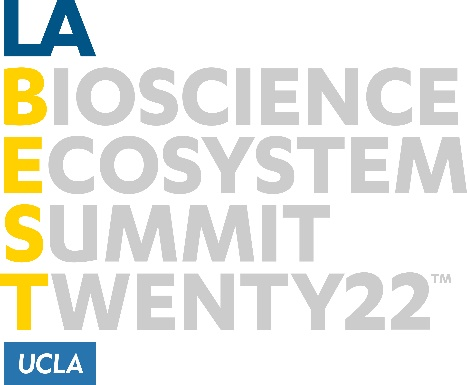 LA
BIOSCIENCE
ECOSYSTEM
SUMMIT
TWENTY22™
UCLA